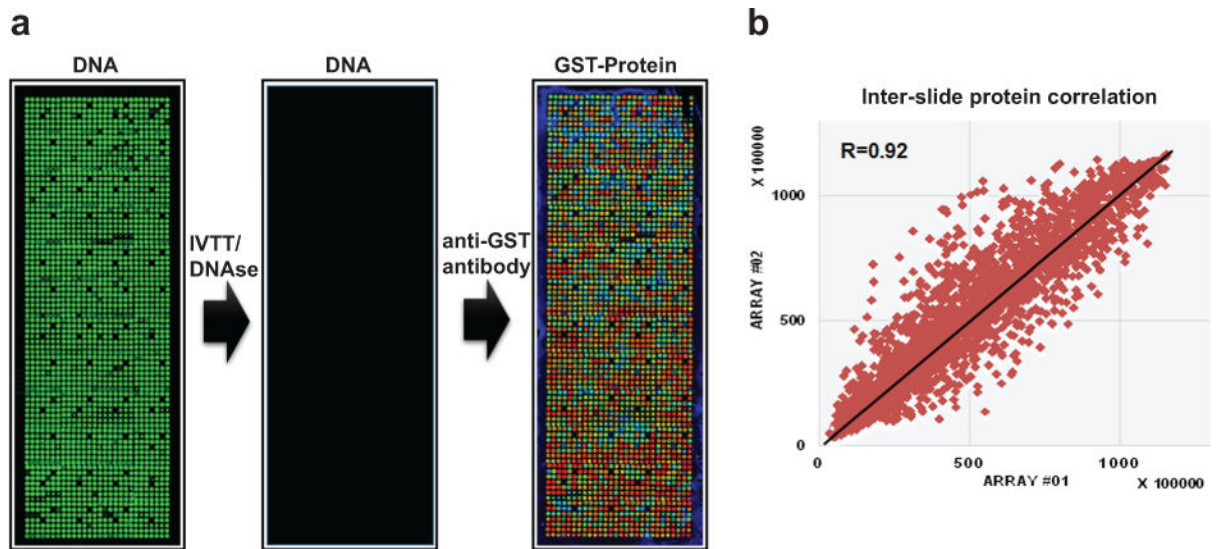 a
DNA
IVTT/
DNAse
DNA
anti-GST
antibody
GST-Protein
b
Inter-slide protein correlation
R=0.92
X 100000
1000
500
0
ARRAY #02
0
500
1000
ARRAY #01
X 100000